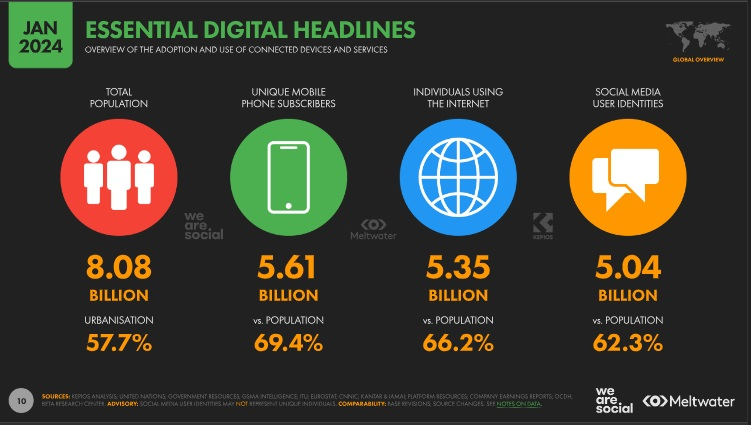 JAN
2024
ESSENTIAL DIGITAL HEADLINES
OVERVIEW OF THE ADOPTION AND USE OF CONNECTED DEVICES AND SERVICES
GLOBAL OVERVIEW
TOTAL
POPULATION
UNIQUE MOBILE
PHONE SUBSCRIBERS
INDIVIDUALS USING
THE INTERNET
SOCIAL MEDIA
USER IDENTITIES
we
are
social
Meltwater
KEPIOS
8.08
BILLION
URBANISATION
57.7%
5.61
BILLION
vs. POPULATION
69.4%
5.35
BILLION
vs. POPULATION
66.2%
5.04
BILLION
vs. POPULATION
62.3%
10
SOURCES: KEPIOS ANALYSIS; UNITED NATIONS; GOVERNMENT RESOURCES; GSMA INTELLIGENCE; ITU; EUROSTAT; CNNIC; KANTAR & IAMAI; PLATFORM RESOURCES; COMPANY EARNINGS REPORTS; OCDH;
BETA RESEARCH CENTER. ADVISORY: SOCIAL MEDIA USER IDENTITIES MAY NOT REPRESENT UNIQUE INDIVIDUALS. COMPARABILITY: BASE REVISIONS; SOURCE CHANGES. SEE NOTES ON DATA.
we
are
social
Meltwater